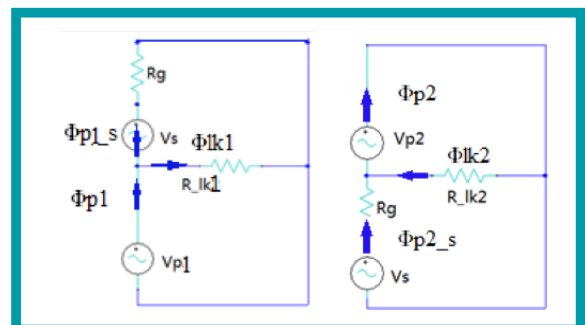 Rg
Φp1_s
Vs
Φlk1
R_lk1
Φp1
Vp1
Φp2
Vp2
Φlk2
R_lk2
Rg
Φp2_s
Vs